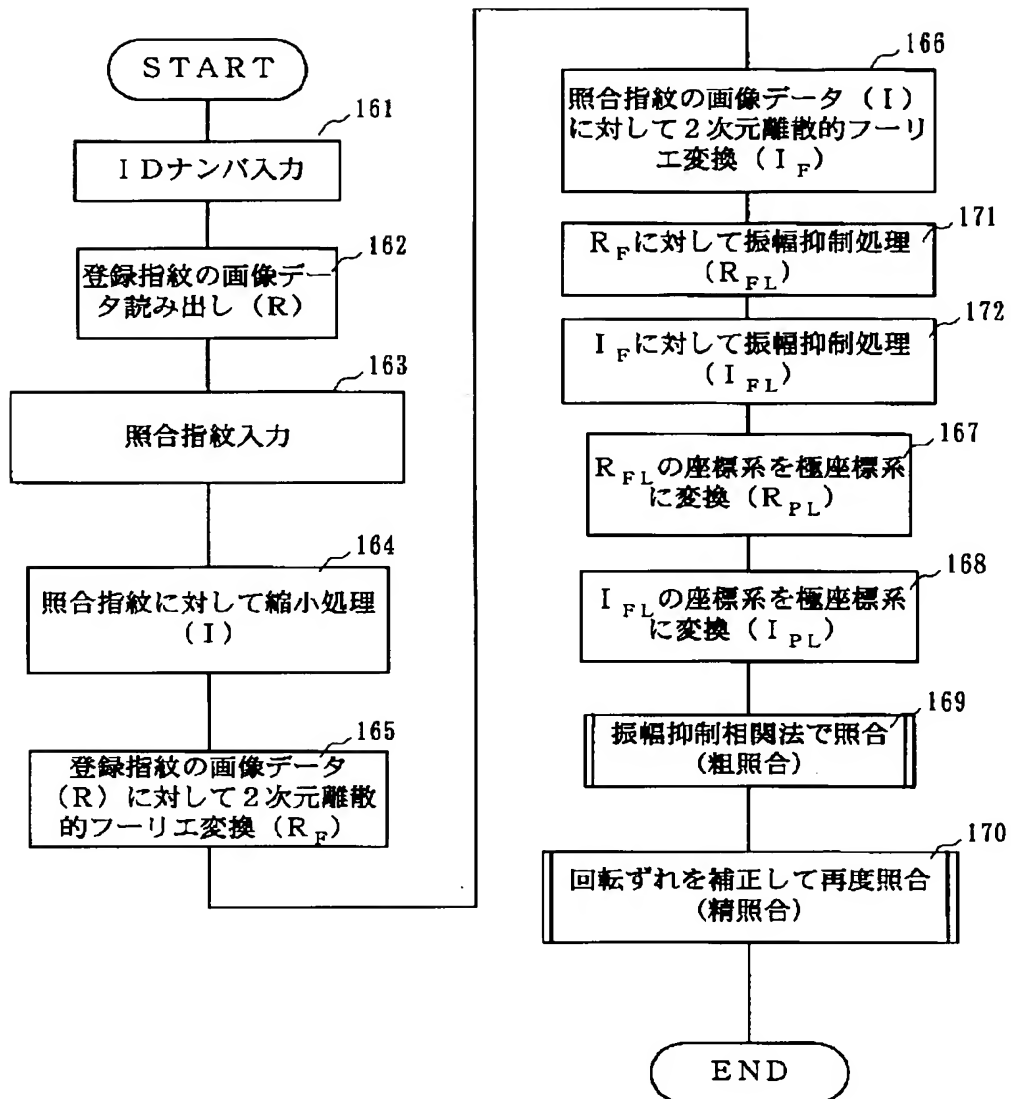 START
161
IDナンバ入力
162
登録指紋の画像デー
タ読み出し(R)
163
照合指紋入力
164
照合指紋に対して縮小処理
(I)
165
登録指紋の画像データ
(R)に対して2次元離散
的フーリエ変換(R_F)
166
照合指紋の画像データ(I)
に対して2次元離散的フーリ
エ変換(I_F)
171
R_Fに対して振幅抑制処理
(R_FL)
172
I_Fに対して振幅抑制処理
(I_FL)
167
R_FLの座標系を極座標系
に変換(R_PL)
168
I_FLの座標系を極座標系
に変換(I_PL)
169
振幅抑制相関法で照合
(粗照合)
170
回転ずれを補正して再度照合
(精照合)
END